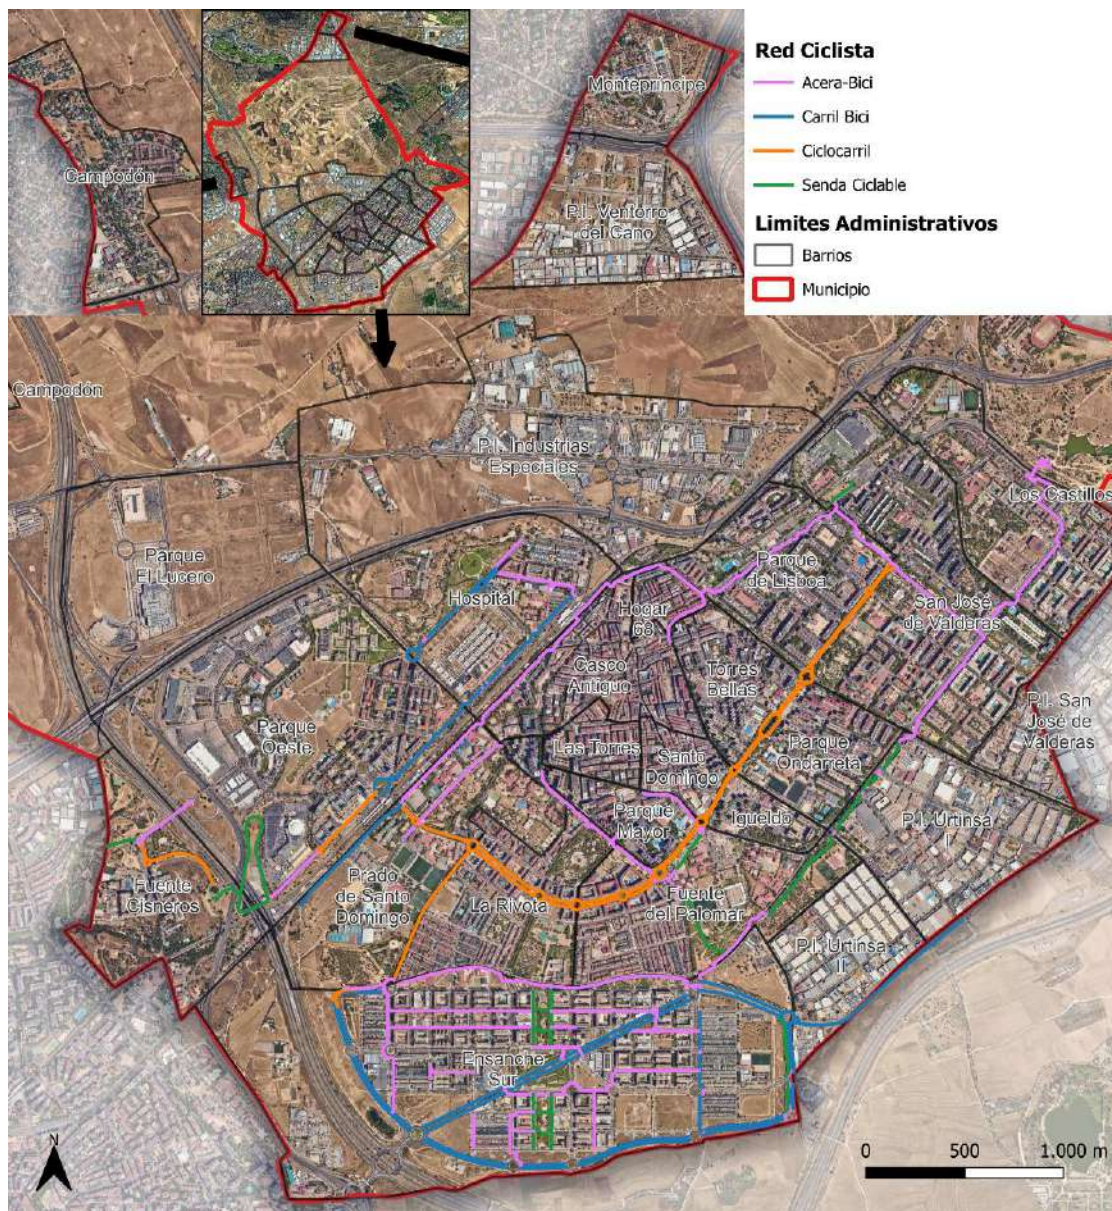 Campodón
Montepríncipe
P.I. Ventorro
del Cano
Red Ciclista
Acera-Bici
Carril Bici
Ciclocarril
Senda Ciclable
Limites Administrativos
Barrios
Municipio
Campodón
P.I. Industrias
Especiales
Los Castillos
Parque
El Lucero
Parque
de Lisboa
Hospital
Hogar
68
San José
de Valderas
Casco
Antiguo
Torres
Bellas
P.I. San
José de
Valderas
Parque
Oeste
Las Torres
Santo
Domingo
Parque
Ondarreta
Parque
Mayor
Igueldo
P.I. Urtinsa
I
Fuente
Cisneros
Prado
de Santo
Domingo
La Rivota
Fuente
del Palomar
P.I. Urtinsa
II
Ensanche
Sur
N
0 500 1.000 m